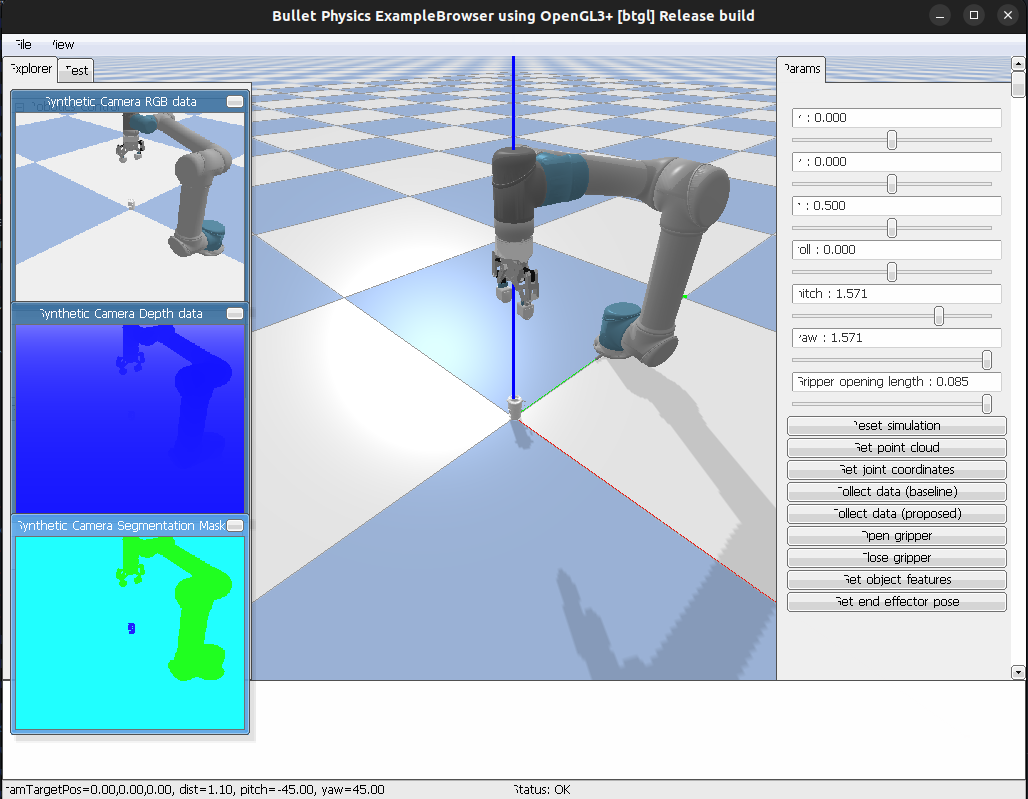 Bullet Physics ExampleBrowser using OpenGL3+ [btgl] Release build
File View
Explorer Test
Synthetic Camera RGB data
Synthetic Camera Depth data
Synthetic Camera Segmentation Mask
Params
: 0.000
: 0.000
: 0.500
roll : 0.000
pitch : 1.571
yaw : 1.571
Gripper opening length : 0.085
Reset simulation
Get point cloud
Get joint coordinates
Collect data (baseline)
Collect data (proposed)
Open gripper
Close gripper
Get object features
Get end effector pose
camTargetPos=0.00,0.00,0.00, dist=1.10, pitch=-45.00, yaw=45.00
Status: OK